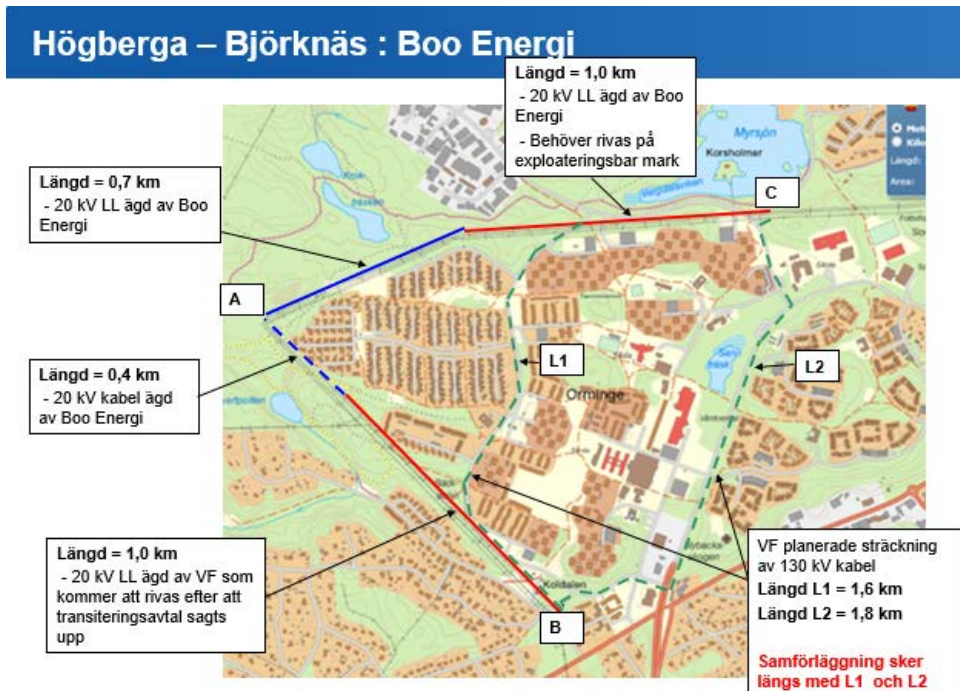 Högberga – Björknäs : Boo Energi
Längd = 1,0 km
- 20 kV LL ägd av Boo
Energi
- Behöver rivas på
exploateringsbar mark
Längd = 0,7 km
- 20 kV LL ägd av Boo
Energi
Myrsjön
Korsholmen
C
A
L1
L2
Längd = 0,4 km
- 20 kV kabel ägd
av Boo Energi
Orminge
Längd = 1,0 km
- 20 kV LL ägd av VF som
kommer att rivas efter att
transiteringsavtal sagts
upp
Koldalen
B
VF planerade sträckning
av 130 kV kabel
Längd L1 = 1,6 km
Längd L2 = 1,8 km
Samförläggning sker
längs med L1 och L2